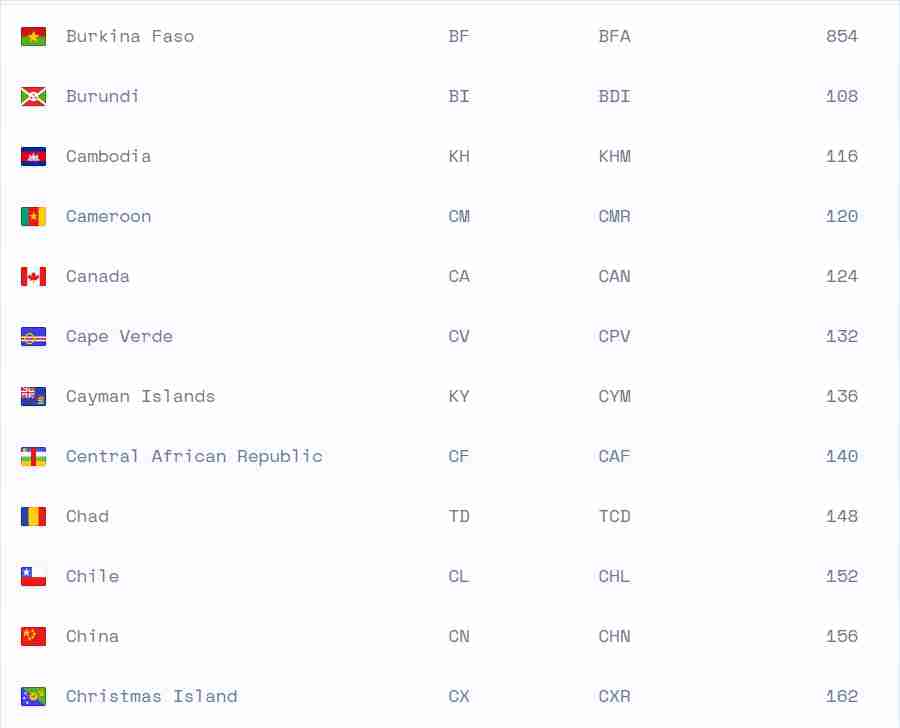 Burkina Faso BF BFA 854
Burundi BI BDI 108
Cambodia KH KHM 116
Cameroon CM CMR 120
Canada CA CAN 124
Cape Verde CV CPV 132
Cayman Islands KY CYM 136
Central African Republic CF CAF 140
Chad TD TCD 148
Chile CL CHL 152
China CN CHN 156
Christmas Island CX CXR 162